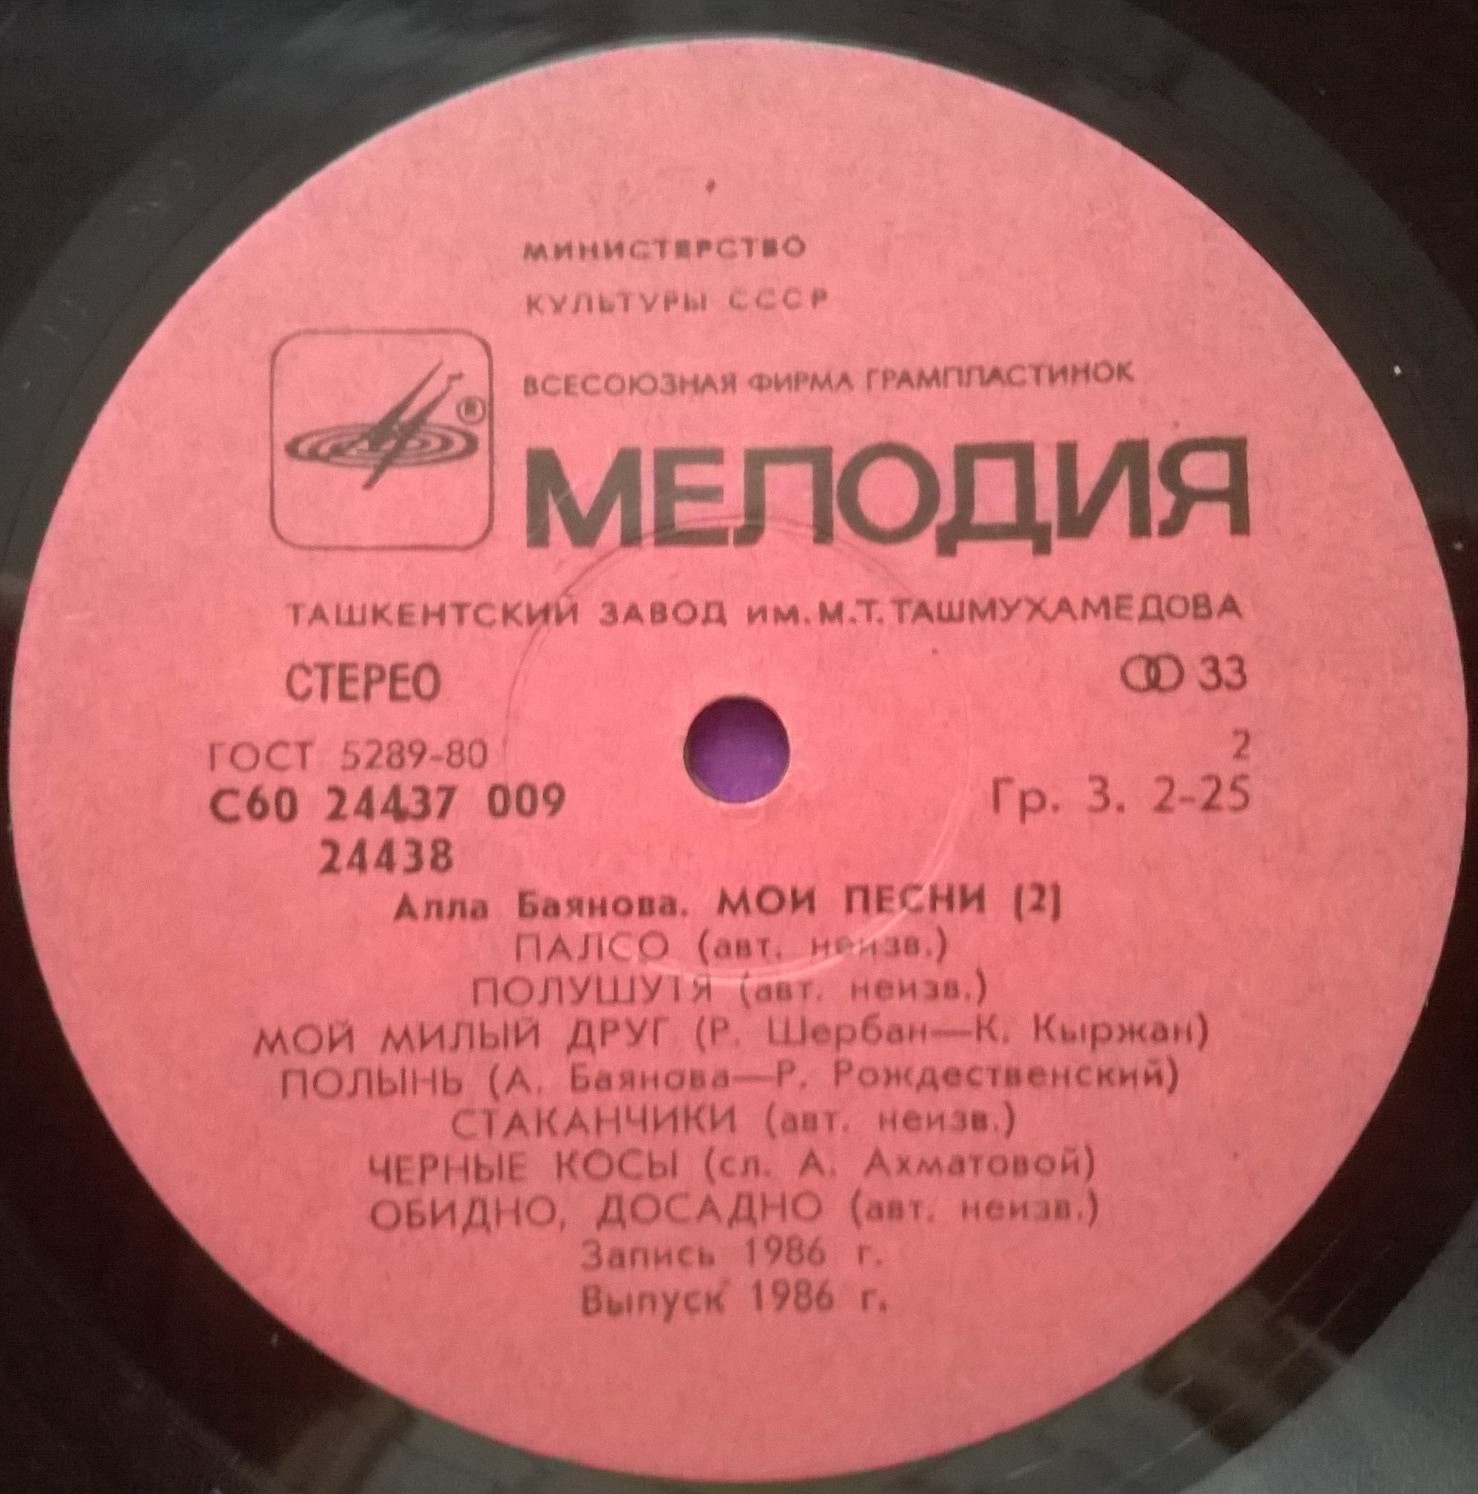 МИНИСТЕРСТВО
КУЛЬТУРЫ СССР
ВСЕСОЮЗНАЯ ФИРМА ГРАМПЛАСТИНОК
®
МЕЛОДИЯ
ТАШКЕНТСКИЙ ЗАВОД им. М.Т. ТАШМУХАМЕДОВА
СТЕРЕО 33
ГОСТ 5289-80 2
С60 24437 009 Гр. 3. 2-25
24438
Алла Баянова. МОИ ПЕСНИ (2)
ПАЛСО (авт. неизв.)
ПОЛУШУТЯ (авт. неизв.)
МОЙ МИЛЫЙ ДРУГ (Р. Шербан—К. Кыржан)
ПОЛЫНЬ (А. Баянова—Р. Рождественский)
СТАКАНЧИКИ (авт. неизв.)
ЧЕРНЫЕ КОСЫ (сл. А. Ахматовой)
ОБИДНО, ДОСАДНО (авт. неизв.)
Запись 1986 г.
Выпуск 1986 г.